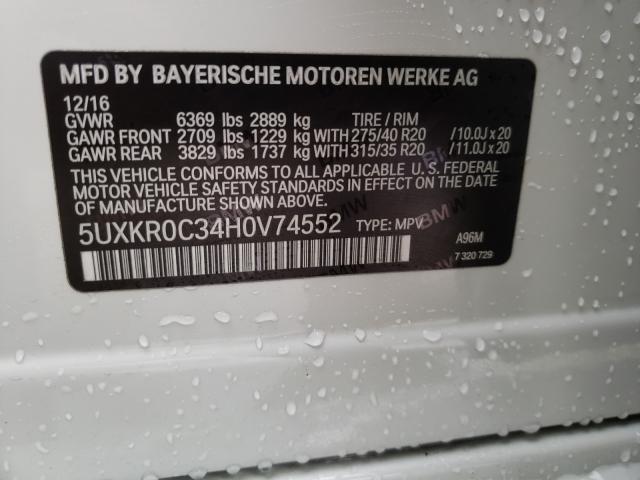 MFD BY BAYERISCHE MOTOREN WERKE AG
12/16
GVWR 6369 lbs 2889 kg TIRE / RIM
GAWR FRONT 2709 lbs 1229 kg WITH 275/40 R20 /10.0J x 20
GAWR REAR 3829 lbs 1737 kg WITH 315/35 R20 /11.0J x 20
THIS VEHICLE CONFORMS TO ALL APPLICABLE U.S. FEDERAL
MOTOR VEHICLE SAFETY STANDARDS IN EFFECT ON THE DATE
OF MANUFACTURE SHOWN ABOVE.
5UXKR0C34H0V74552 TYPE: MPV A96M
7 320 729